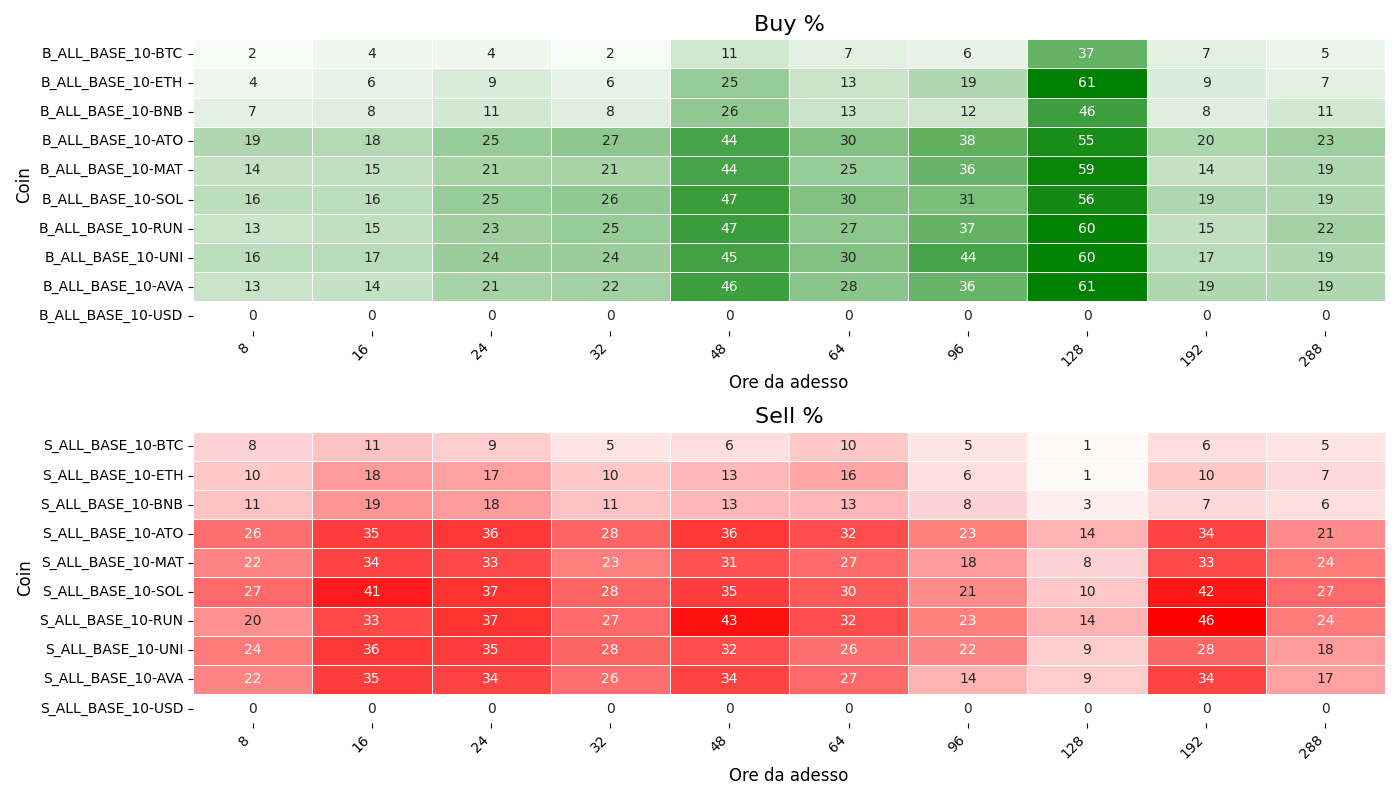 Buy %
Coin
B_ALL_BASE_10-BTC 2 4 4 2 11 7 6 37 7 5
B_ALL_BASE_10-ETH 4 6 9 6 25 13 19 61 9 7
B_ALL_BASE_10-BNB 7 8 11 8 26 13 12 46 8 11
B_ALL_BASE_10-ATO 19 18 25 27 44 30 38 55 20 23
B_ALL_BASE_10-MAT 14 15 21 21 44 25 36 59 14 19
B_ALL_BASE_10-SOL 16 16 25 26 47 30 31 56 19 19
B_ALL_BASE_10-RUN 13 15 23 25 47 27 37 60 15 22
B_ALL_BASE_10-UNI 16 17 24 24 45 30 44 60 17 19
B_ALL_BASE_10-AVA 13 14 21 22 46 28 36 61 19 19
B_ALL_BASE_10-USD 0 0 0 0 0 0 0 0 0 0
8 16 24 32 48 64 96 128 192 288
Ore da adesso
Sell %
Coin
S_ALL_BASE_10-BTC 8 11 9 5 6 10 5 1 6 5
S_ALL_BASE_10-ETH 10 18 17 10 13 16 6 1 10 7
S_ALL_BASE_10-BNB 11 19 18 11 13 13 8 3 7 6
S_ALL_BASE_10-ATO 26 35 36 28 36 32 23 14 34 21
S_ALL_BASE_10-MAT 22 34 33 23 31 27 18 8 33 24
S_ALL_BASE_10-SOL 27 41 37 28 35 30 21 10 42 27
S_ALL_BASE_10-RUN 20 33 37 27 43 32 23 14 46 24
S_ALL_BASE_10-UNI 24 36 35 28 32 26 22 9 28 18
S_ALL_BASE_10-AVA 22 35 34 26 34 27 14 9 34 17
S_ALL_BASE_10-USD 0 0 0 0 0 0 0 0 0 0
8 16 24 32 48 64 96 128 192 288
Ore da adesso